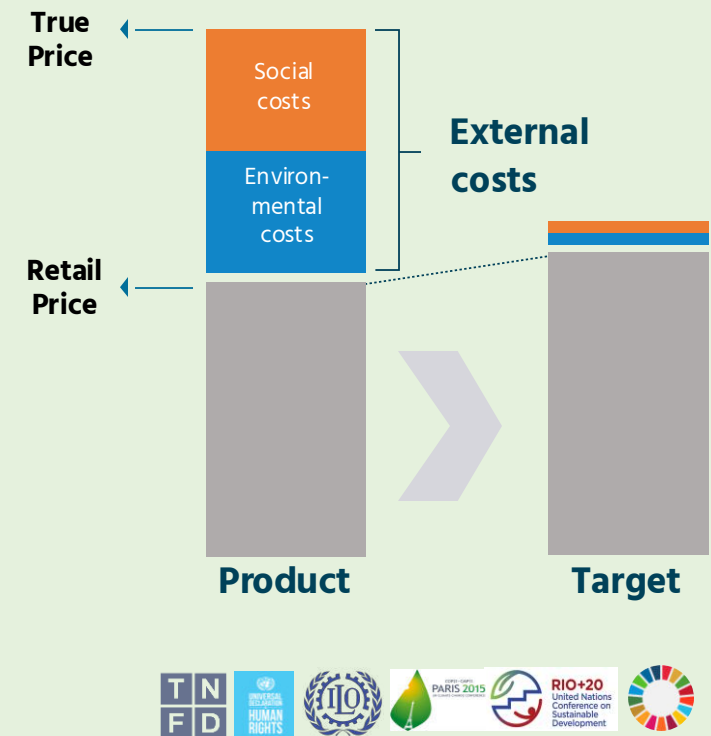 True
Price
Social
costs
External
costs
Environ-
mental
costs
Retail
Price
Product
Target
T N
F D
UNIVERSAL
DECLARATION
HUMAN
RIGHTS
ILO
PARIS 2015
RIO+20
United Nations
Conference on
Sustainable
Development